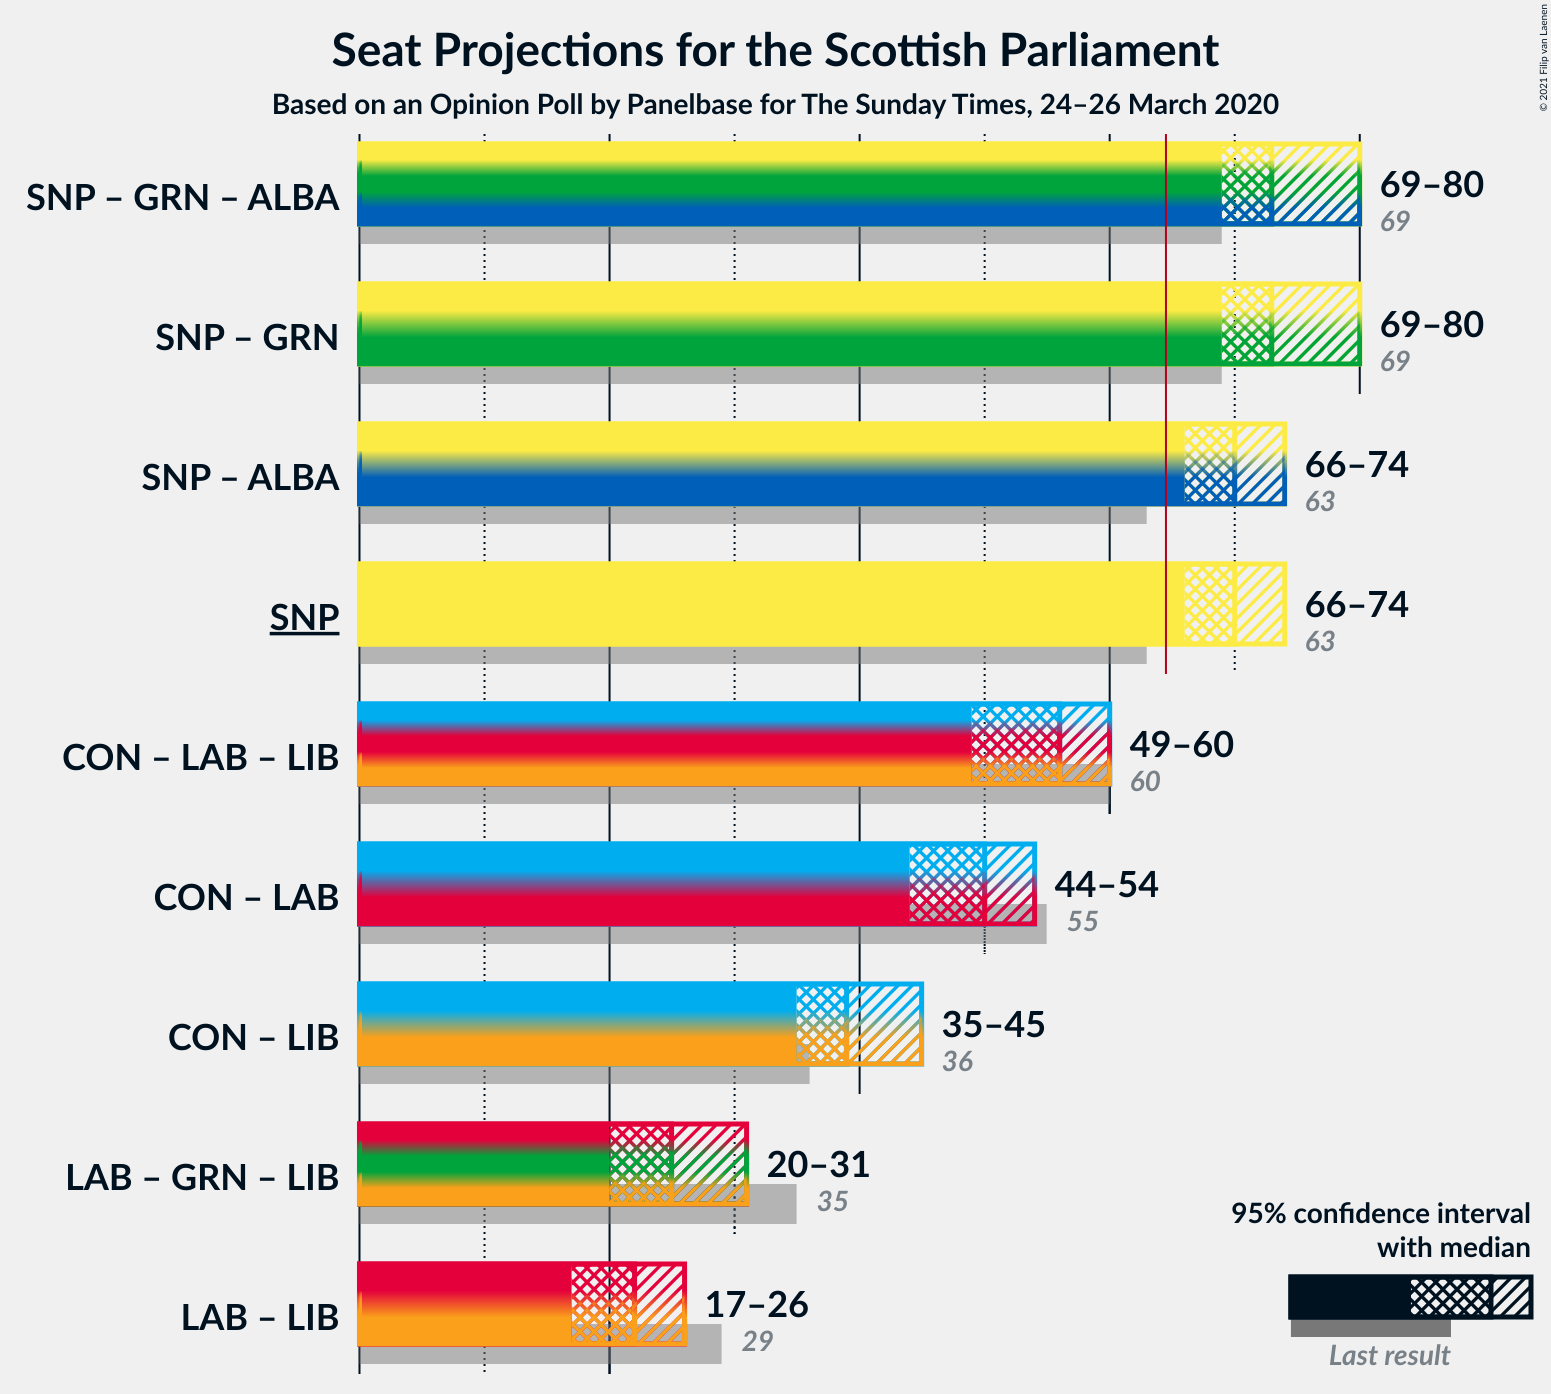 Seat Projections for the Scottish Parliament
Based on an Opinion Poll by Panelbase for The Sunday Times, 24–26 March 2020
© 2021 Filip van Laenen
SNP – GRN – ALBA
69–80
69
SNP – GRN
69–80
69
SNP – ALBA
66–74
63
SNP
66–74
63
CON – LAB – LIB
49–60
60
CON – LAB
44–54
55
CON – LIB
35–45
36
LAB – GRN – LIB
20–31
35
LAB – LIB
17–26
29
95% confidence interval
with median
Last result